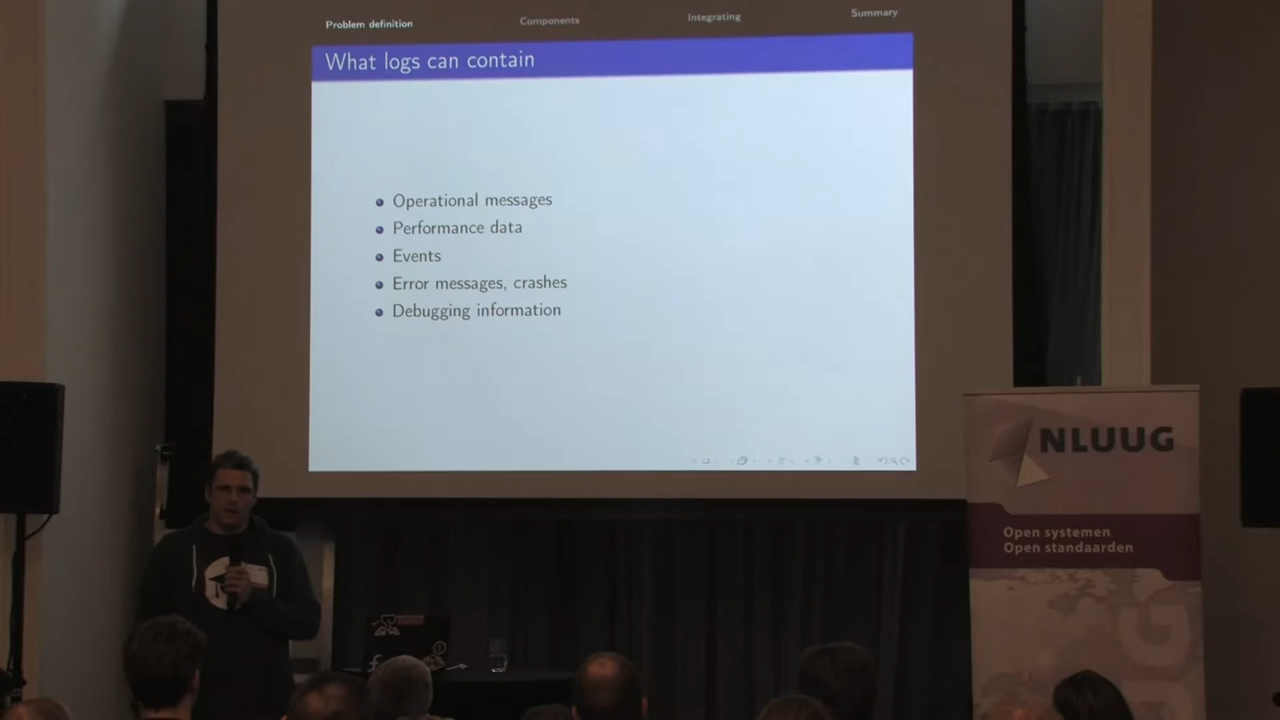 Problem definition
Components
Integrating
Summary
What logs can contain
Operational messages
Performance data
Events
Error messages, crashes
Debugging information
NLUUG
Open systemen
Open standaarden